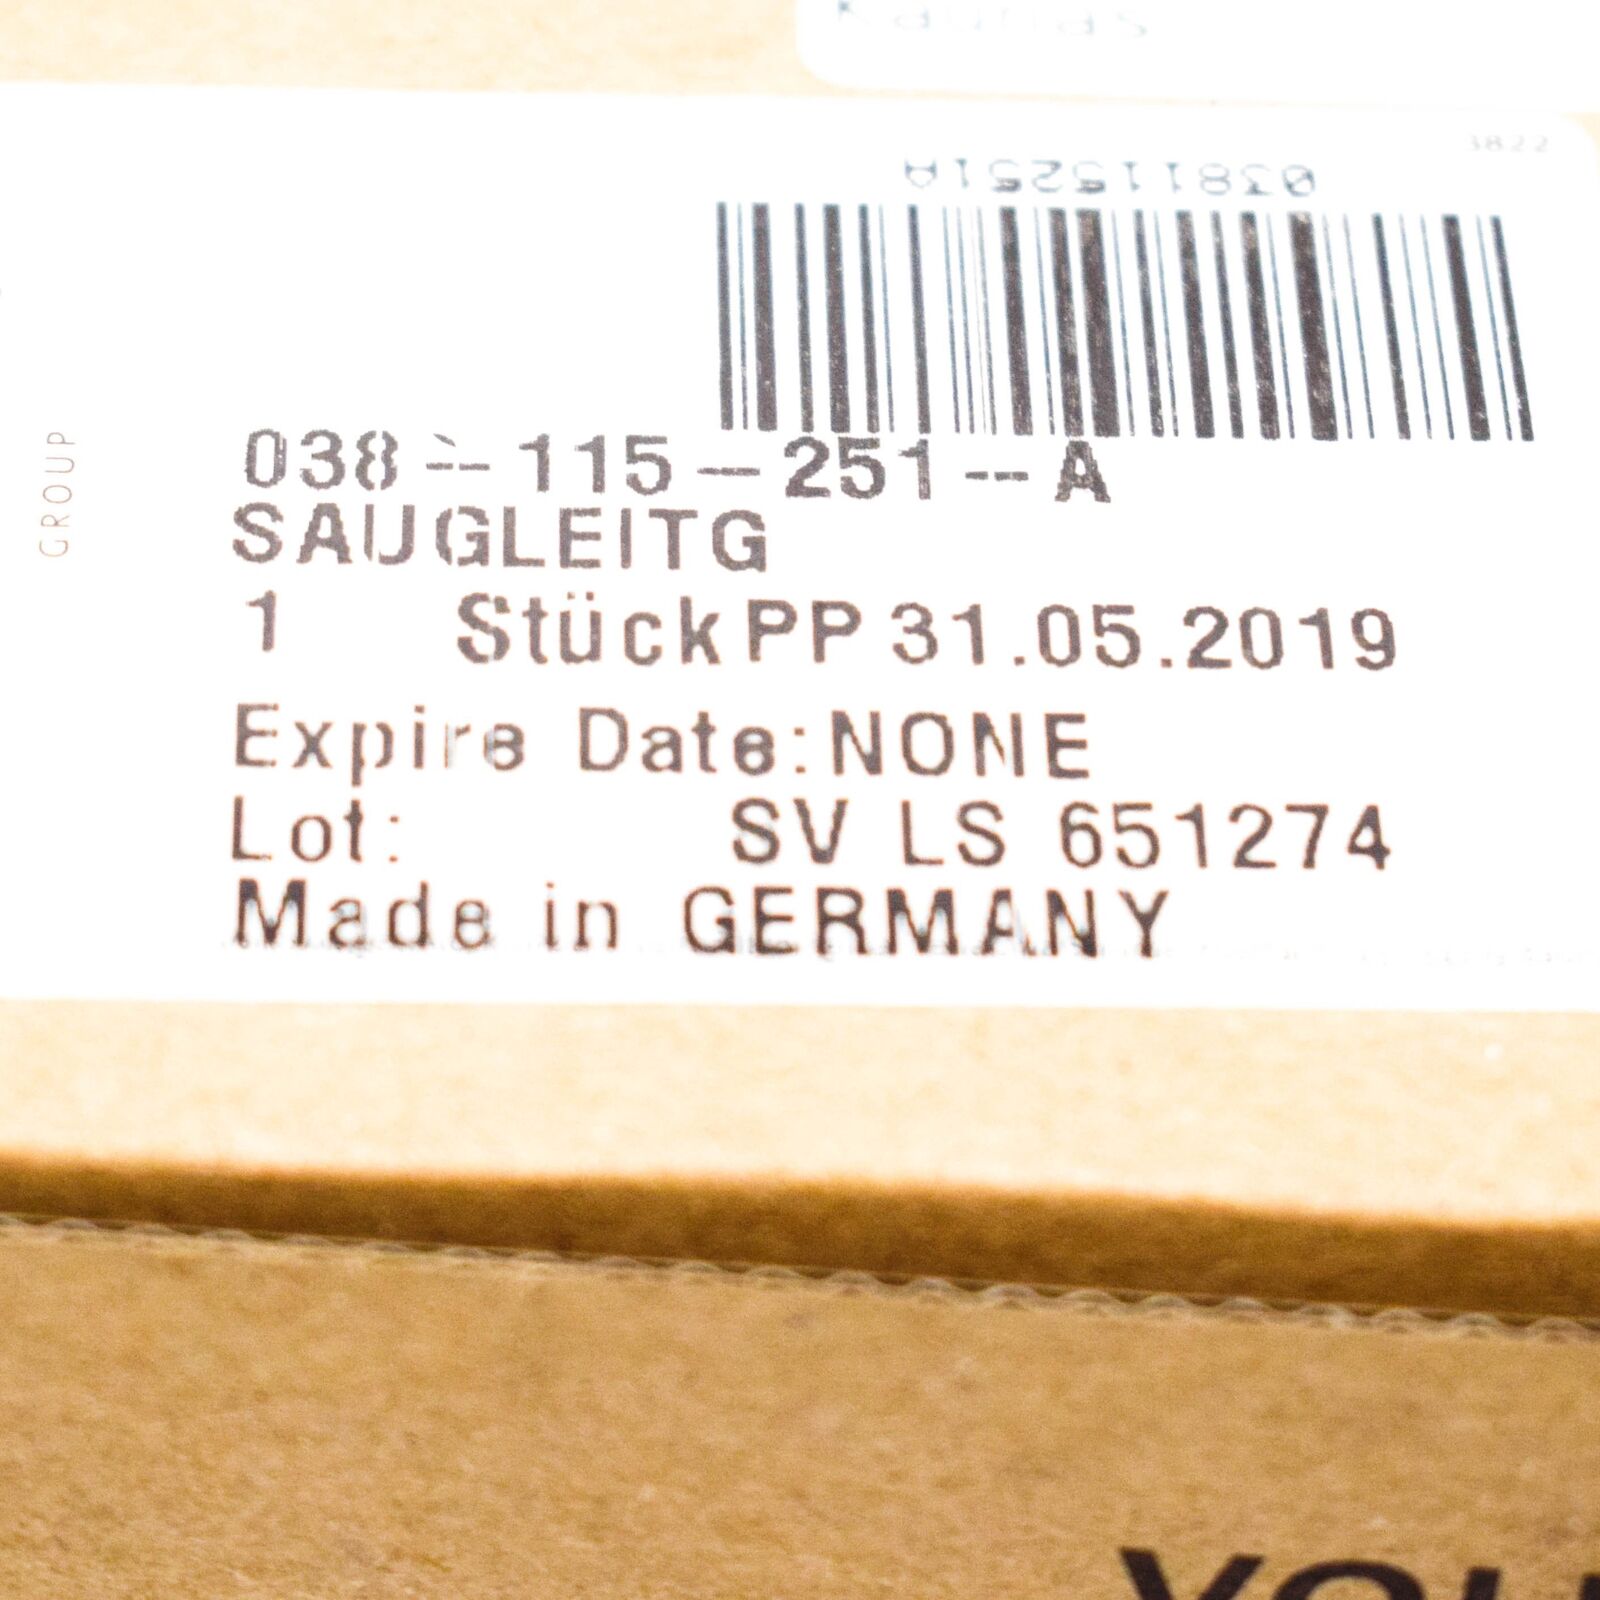 Kaunas
3822
038115251A
GROUP
038-115-251-A
SAUGLEITG
1 Stück PP 31.05.2019
Expire Date: NONE
Lot: SV LS 651274
Made in GERMANY